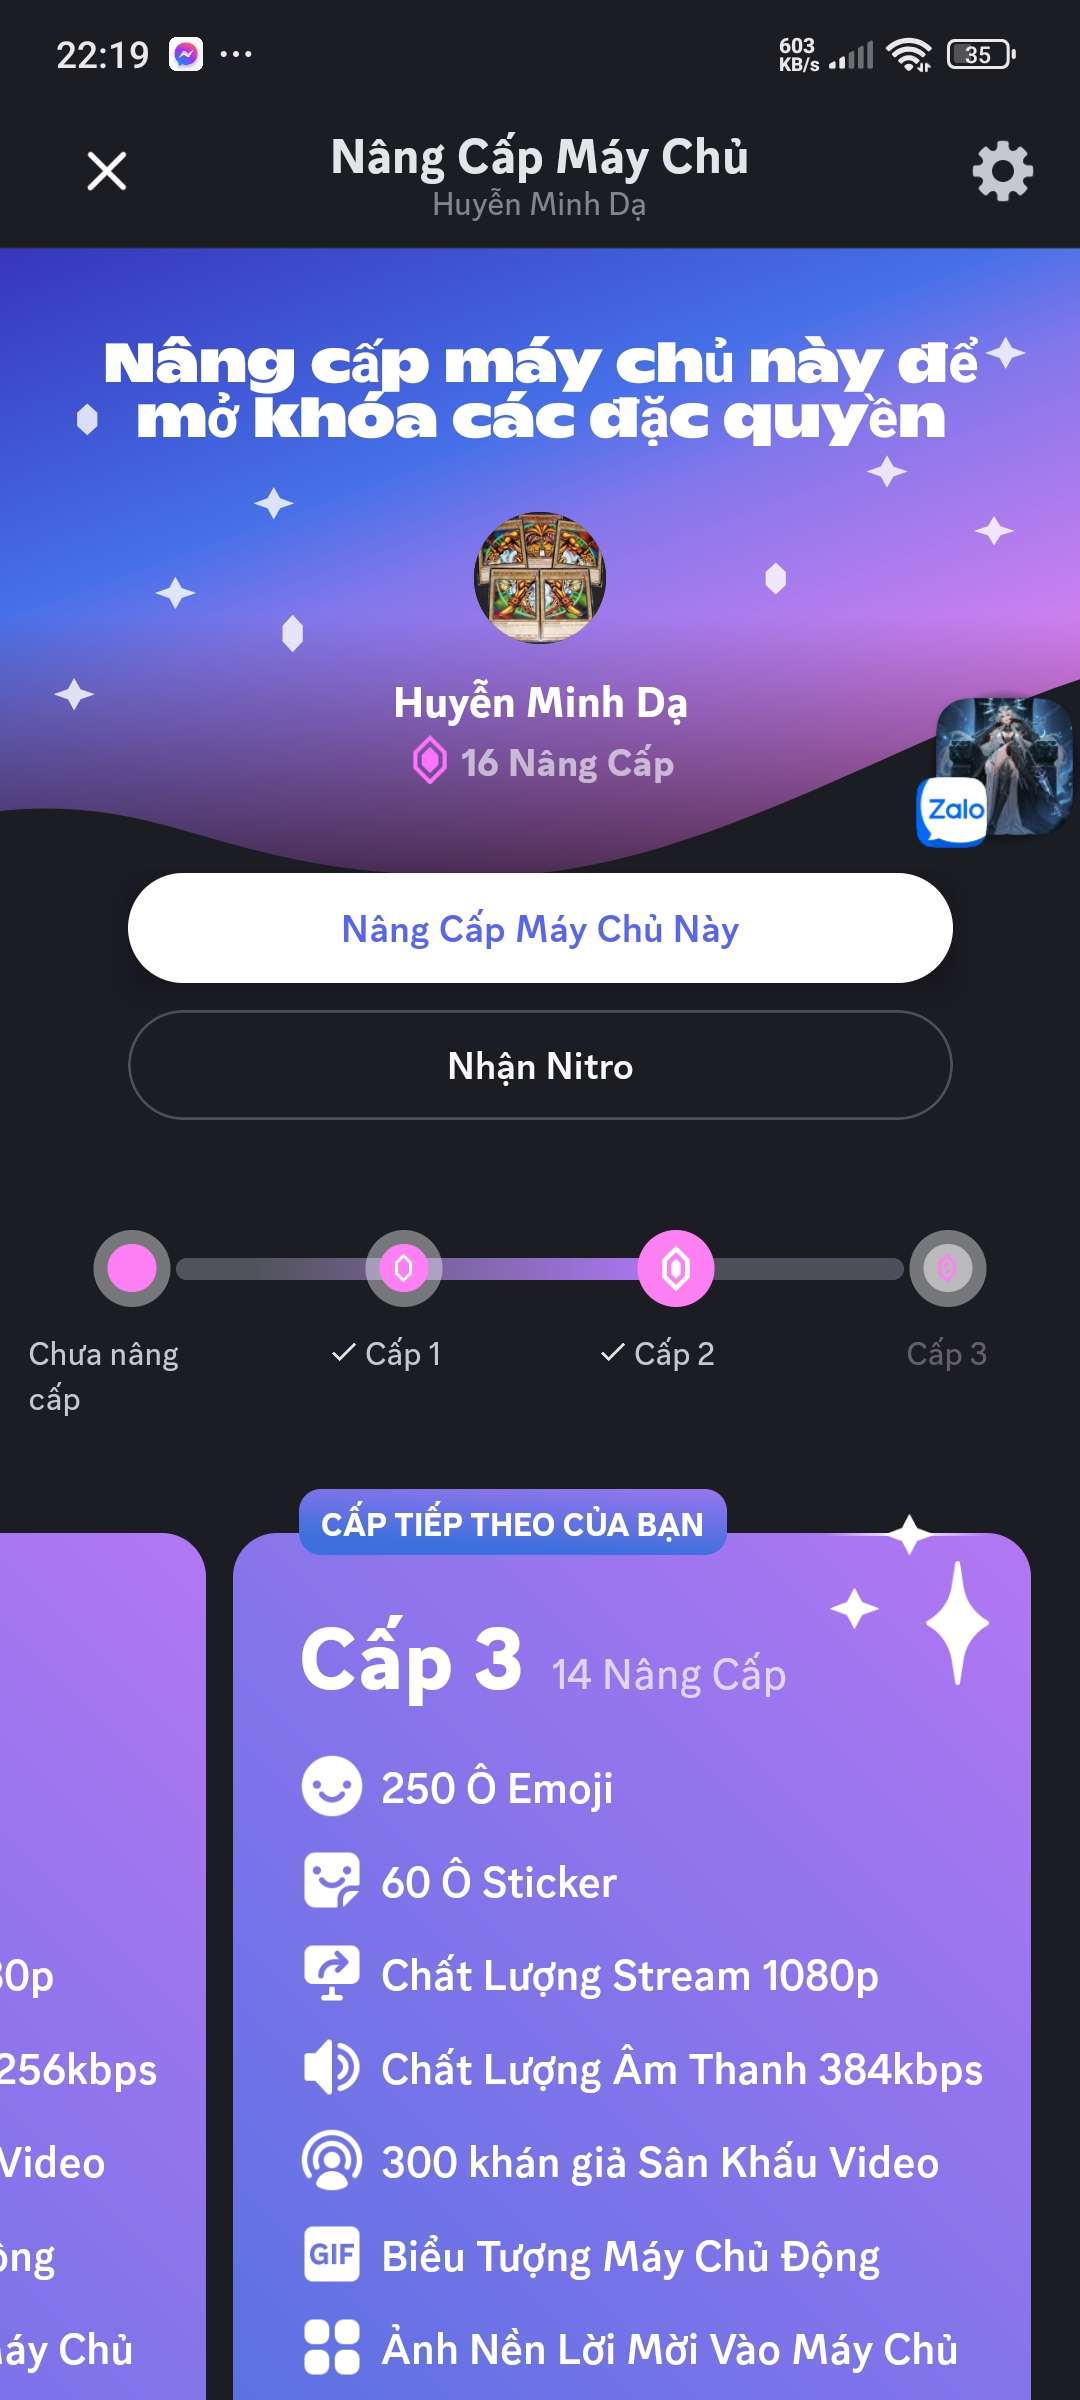 22:19
603
KB/s
35
Nâng Cấp Máy Chủ
Huyễn Minh Dạ
Nâng cấp máy chủ này để
mở khóa các đặc quyền
Huyễn Minh Dạ
16 Nâng Cấp
Zalo
Nâng Cấp Máy Chủ Này
Nhận Nitro
Chưa nâng
cấp
Cấp 1
Cấp 2
Cấp 3
CẤP TIẾP THEO CỦA BẠN
Cấp 3 14 Nâng Cấp
250 Ô Emoji
60 Ô Sticker
Chất Lượng Stream 1080p
256kbps
Chất Lượng Âm Thanh 384kbps
Video
300 khán giả Sân Khấu Video
GIF Biểu Tượng Máy Chủ Động
Chủ
Ảnh Nền Lời Mời Vào Máy Chủ